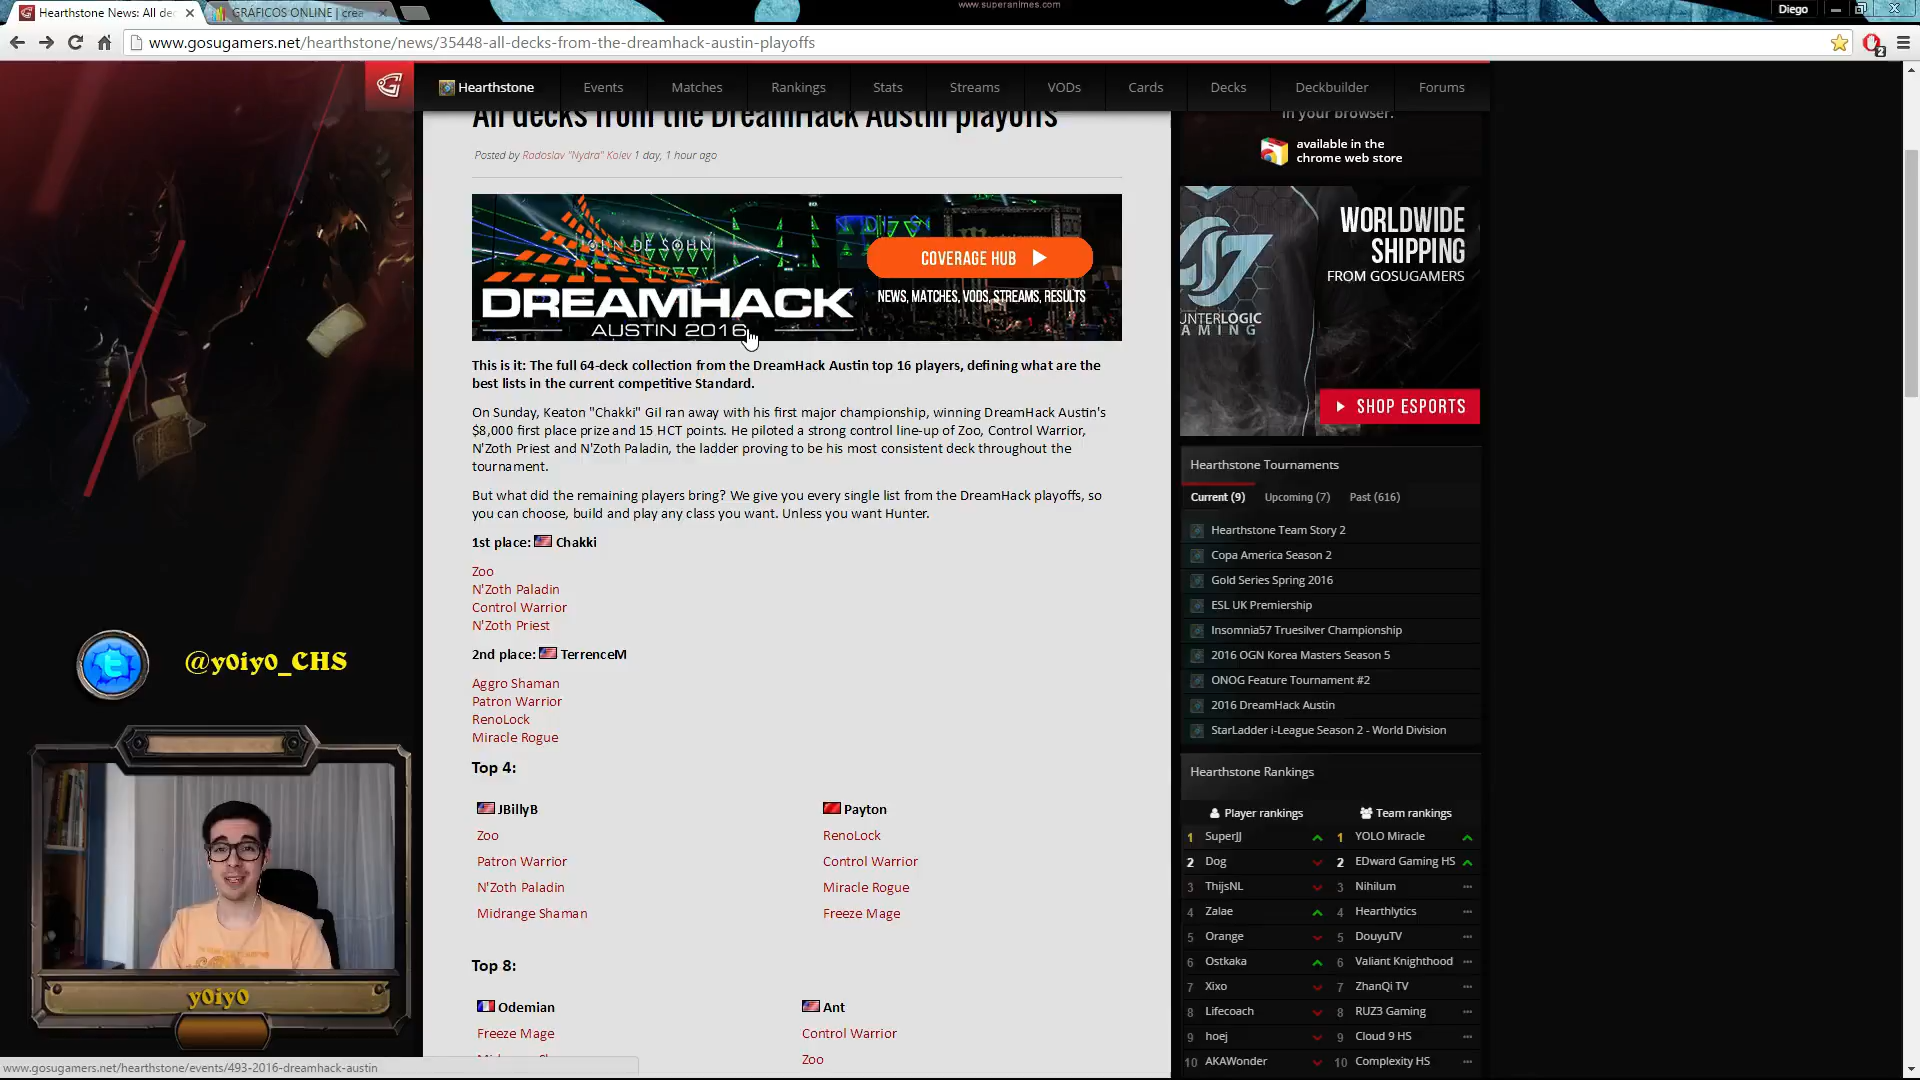 www.superanimes.com
Hearthstone News: All de
GRAFICOS ONLINE | crea
Diego
www.gosugamers.net/hearthstone/news/35448-all-decks-from-the-dreamhack-austin-playoffs
2
Hearthstone
Events
Matches
Rankings
Stats
Streams
VODs
Cards
Decks
Deckbuilder
Forums
All decks from the DreamHack Austin playoffs
Posted by Radoslav "Nydra" Kolev 1 day, 1 hour ago
COVERAGE HUB
NEWS, MATCHES, VODS, STREAMS, RESULTS
DREAMHACK
AUSTIN 2016
This is it: The full 64-deck collection from the DreamHack Austin top 16 players, defining what are the
best lists in the current competitive Standard.
On Sunday, Keaton "Chakki" Gil ran away with his first major championship, winning DreamHack Austin's
$8,000 first place prize and 15 HCT points. He piloted a strong control line-up of Zoo, Control Warrior,
N'Zoth Priest and N'Zoth Paladin, the ladder proving to be his most consistent deck throughout the
tournament.
But what did the remaining players bring? We give you every single list from the DreamHack playoffs, so
you can choose, build and play any class you want. Unless you want Hunter.
1st place: Chakki
Zoo
N'Zoth Paladin
Control Warrior
N'Zoth Priest
2nd place: TerrenceM
Aggro Shaman
Patron Warrior
RenoLock
Miracle Rogue
Top 4:
JBillyB
Zoo
Patron Warrior
N'Zoth Paladin
Midrange Shaman
Payton
RenoLock
Control Warrior
Miracle Rogue
Freeze Mage
Top 8:
Odemian
Freeze Mage
Ant
Control Warrior
Zoo
in your browser.
available in the
chrome web store
WORLDWIDE
SHIPPING
FROM GOSUGAMERS
UNTERLOGIC
AMING
SHOP ESPORTS
Hearthstone Tournaments
Current (9)
Upcoming (7)
Past (616)
Hearthstone Team Story 2
Copa America Season 2
Gold Series Spring 2016
ESL UK Premiership
Insomnia57 Truesilver Championship
2016 OGN Korea Masters Season 5
ONOG Feature Tournament #2
2016 DreamHack Austin
StarLadder i-League Season 2 - World Division
Hearthstone Rankings
Player rankings
1 SuperJJ
2 Dog
3 ThijsNL
4 Zalae
5 Orange
6 Ostkaka
7 Xixo
8 Lifecoach
9 hoej
10 AKAWonder
Team rankings
1 YOLO Miracle
2 EDward Gaming HS
3 Nihilum
4 Hearthlytics
5 DouyuTV
6 Valiant Knighthood
7 ZhanQi TV
8 RUZ3 Gaming
9 Cloud 9 HS
10 Complexity HS
@y0iy0_CHS
y0iy0
www.gosugamers.net/hearthstone/events/493-2016-dreamhack-austin